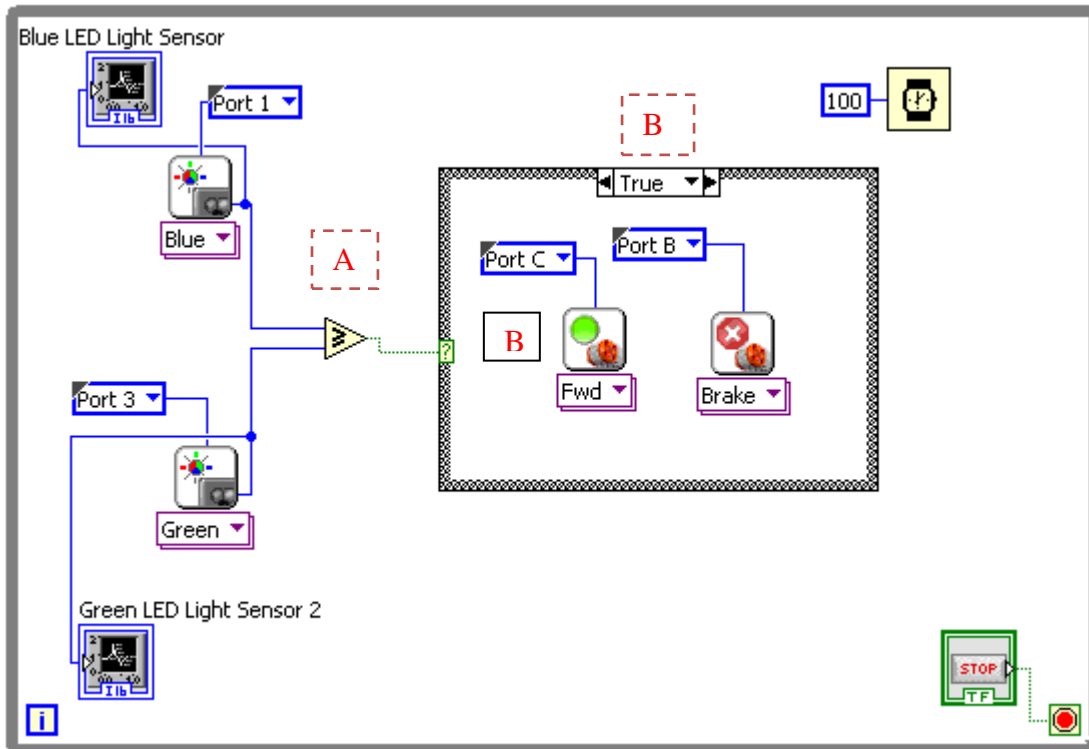 Blue LED Light Sensor
Port 1
100
B
True
Blue
A
Port C
Port B
?
B
Fwd
Brake
Port 3
Green
Green LED Light Sensor 2
STOP
TF
i